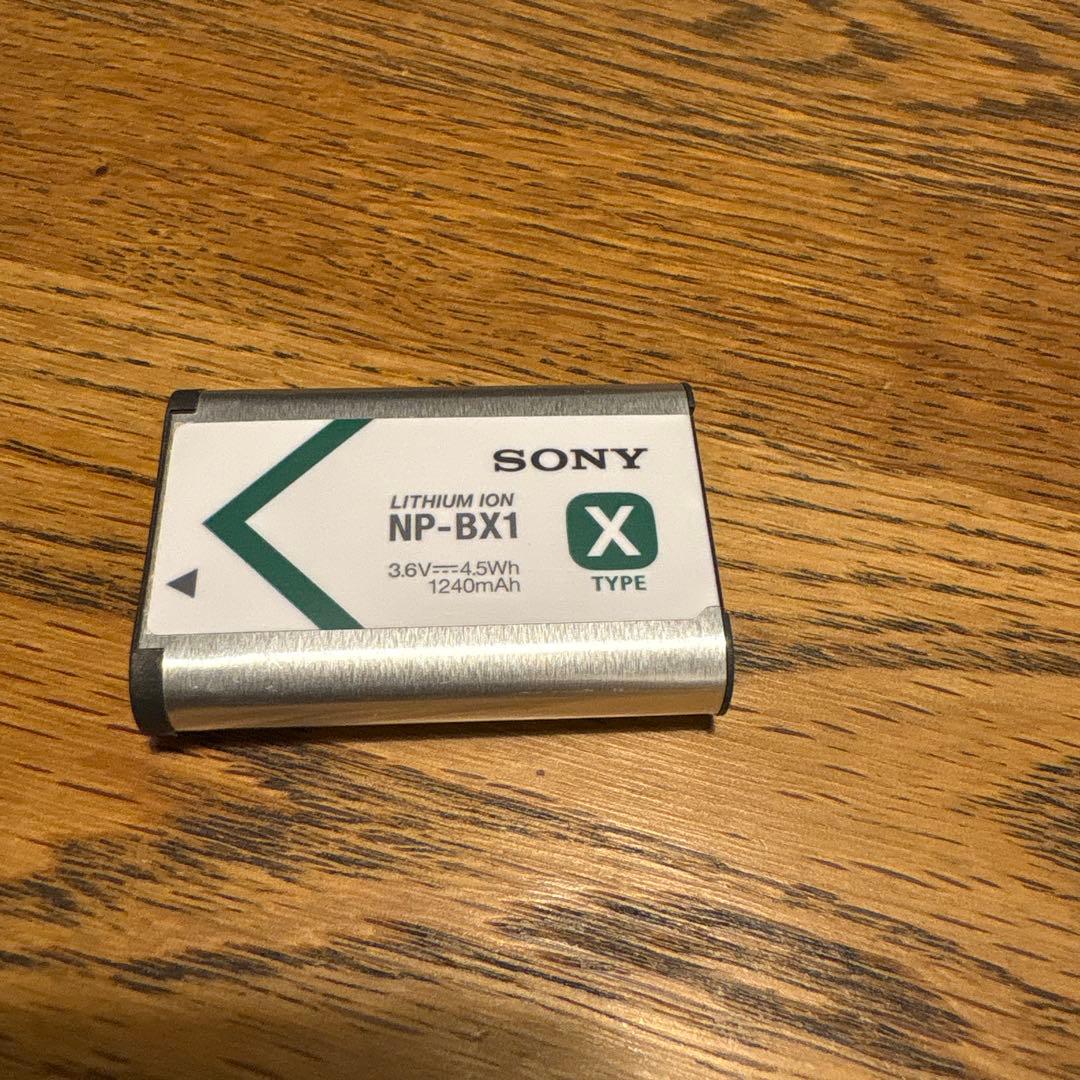 SONY
LITHIUM ION
NP-BX1
3.6V⎓4.5Wh
1240mAh
X
TYPE